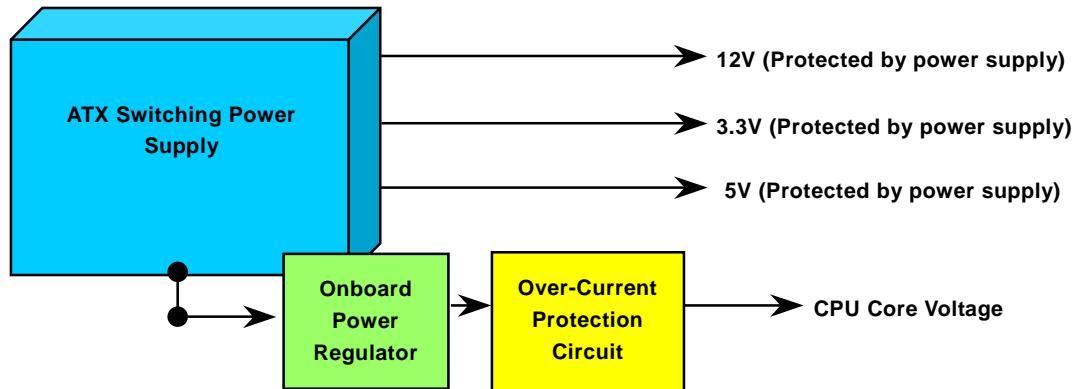 ATX Switching Power
Supply
12V (Protected by power supply)
3.3V (Protected by power supply)
5V (Protected by power supply)
Onboard
Power
Regulator
Over-Current
Protection
Circuit
CPU Core Voltage